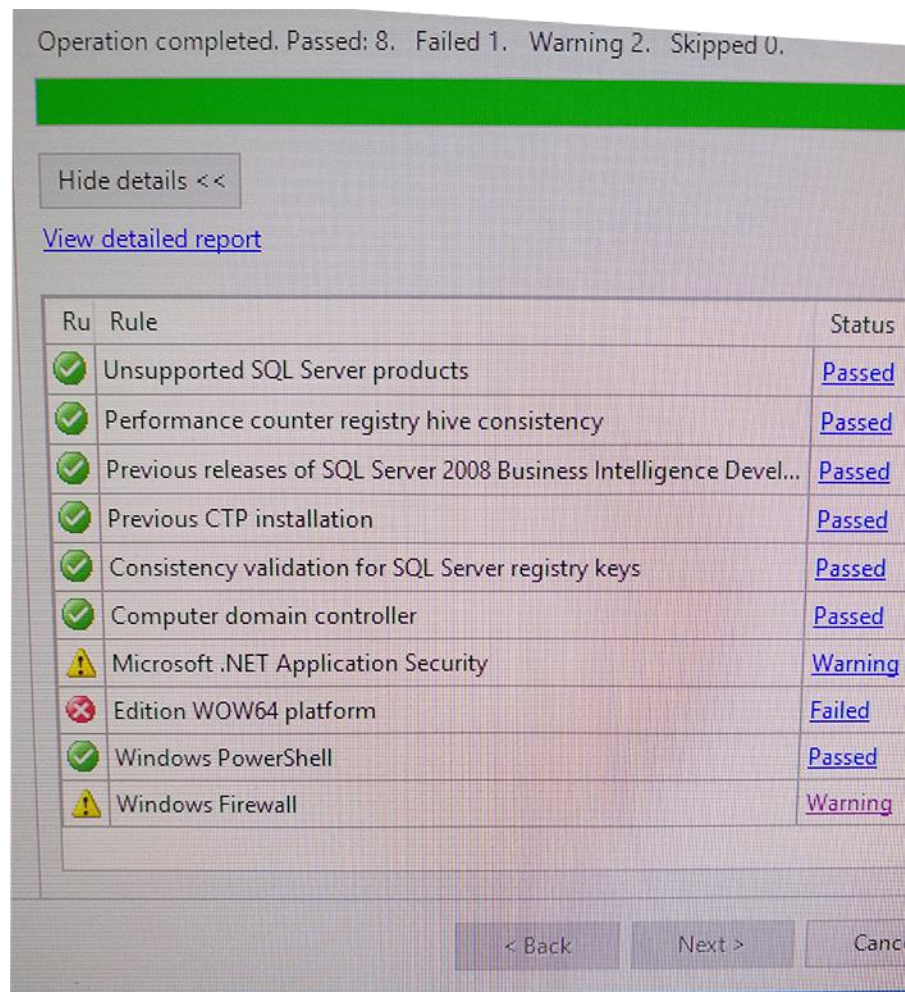 Operation completed. Passed: 8. Failed 1. Warning 2. Skipped 0.
Hide details <<
View detailed report
Ru Rule Status
Unsupported SQL Server products Passed
Performance counter registry hive consistency Passed
Previous releases of SQL Server 2008 Business Intelligence Devel... Passed
Previous CTP installation Passed
Consistency validation for SQL Server registry keys Passed
Computer domain controller Passed
Microsoft .NET Application Security Warning
Edition WOW64 platform Failed
Windows PowerShell Passed
Windows Firewall Warning
< Back Next > Canc